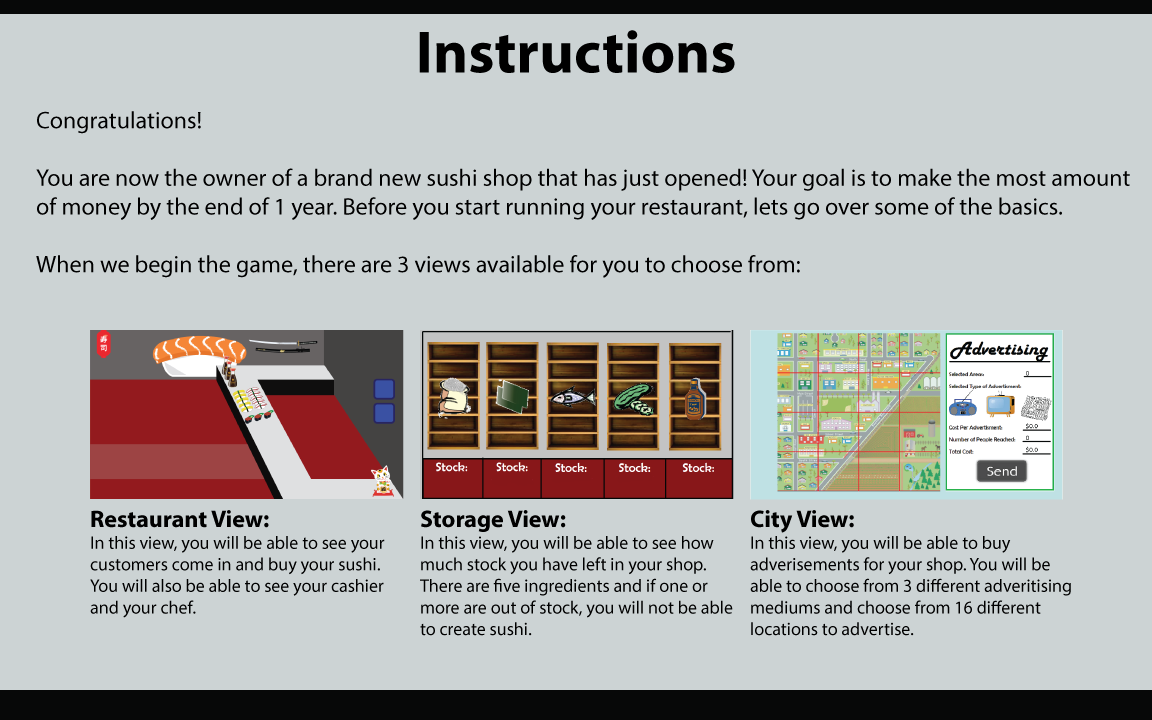 Instructions
Congratulations!
You are now the owner of a brand new sushi shop that has just opened! Your goal is to make the most amount
of money by the end of 1 year. Before you start running your restaurant, lets go over some of the basics.
When we begin the game, there are 3 views available for you to choose from:
寿
司
Stock: Stock: Stock: Stock: Stock:
Advertising
Selected Areas: 0
Selected Type of Advertisment:
Cost Per Advertisment: $0.0
Number of People Reached: 0
Total Cost: $0.0
Send
Restaurant View:
In this view, you will be able to see your
customers come in and buy your sushi.
You will also be able to see your cashier
and your chef.
Storage View:
In this view, you will be able to see how
much stock you have left in your shop.
There are five ingredients and if one or
more are out of stock, you will not be able
to create sushi.
City View:
In this view, you will be able to buy
adverisements for your shop. You will be
able to choose from 3 different adveritising
mediums and choose from 16 different
locations to advertise.